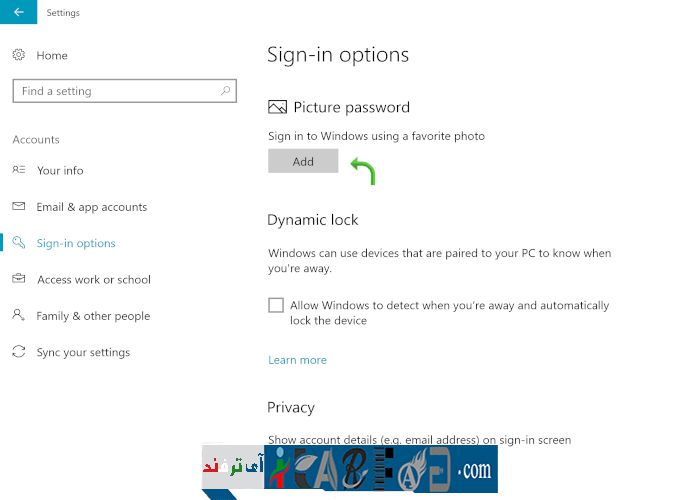 Settings
Home
Find a setting
Accounts
Your info
Email & app accounts
Sign-in options
Access work or school
Family & other people
Sync your settings
Sign-in options
Picture password
Sign in to Windows using a favorite photo
Add
Dynamic lock
Windows can use devices that are paired to your PC to know when
you're away.
Allow Windows to detect when you're away and automatically
lock the device
Learn more
Privacy
Show account details (e.g. email address) on sign-in screen
آی ترفند
.com